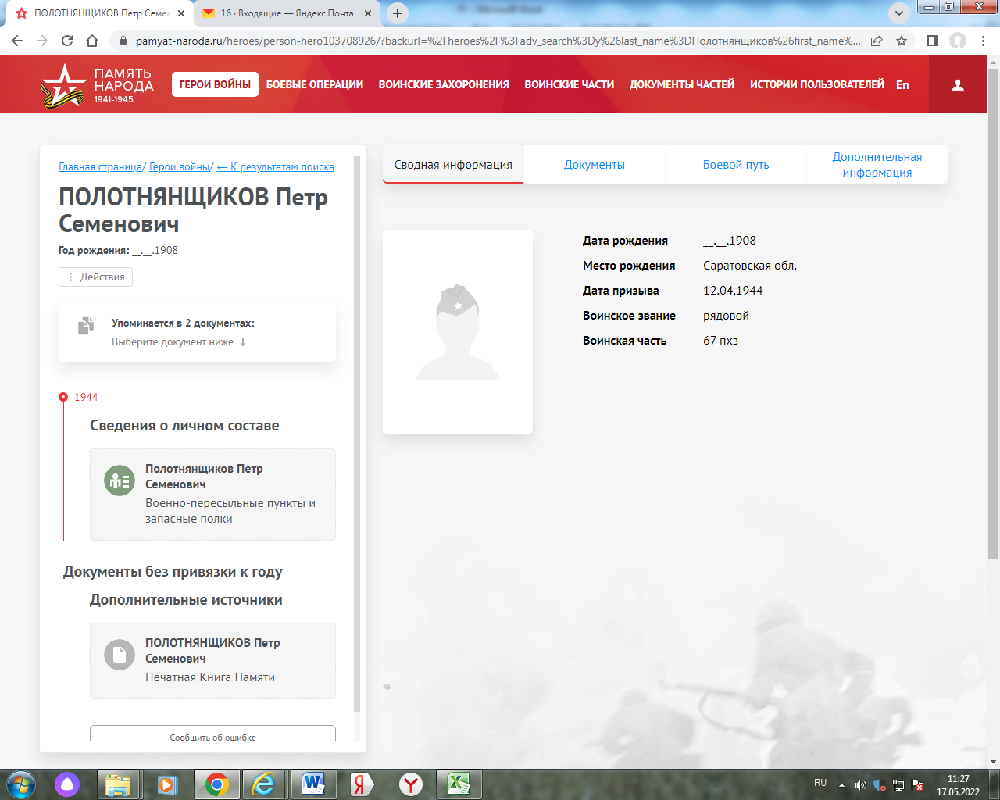 ПОЛОТНЯНЩИКОВ Петр Семен
16 · Входящие — Яндекс.Почта
pamyat-naroda.ru/heroes/person-hero103708926/?backurl=%2Fheroes%2F%3Fadv_search%3Dy%26last_name%3DПолотнянщиков%26first_name%...
ПАМЯТЬ
НАРОДА
1941-1945
ГЕРОИ ВОЙНЫ
БОЕВЫЕ ОПЕРАЦИИ
ВОИНСКИЕ ЗАХОРОНЕНИЯ
ВОИНСКИЕ ЧАСТИ
ДОКУМЕНТЫ ЧАСТЕЙ
ИСТОРИИ ПОЛЬЗОВАТЕЛЕЙ
En
Главная страница/ Герои войны/ ← К результатам поиска
ПОЛОТНЯНЩИКОВ Петр
Семенович
Год рождения: __.__.1908
Действия
Упоминается в 2 документах:
Выберите документ ниже ↓
1944
Сведения о личном составе
Полотнянщиков Петр
Семенович
Военно-пересыльные пункты и
запасные полки
Документы без привязки к году
Дополнительные источники
ПОЛОТНЯНЩИКОВ Петр
Семенович
Печатная Книга Памяти
Сообщить об ошибке
Сводная информация
Документы
Боевой путь
Дополнительная
информация
Дата рождения __.__.1908
Место рождения Саратовская обл.
Дата призыва 12.04.1944
Воинское звание рядовой
Воинская часть 67 пхз
RU
11:27
17.05.2022